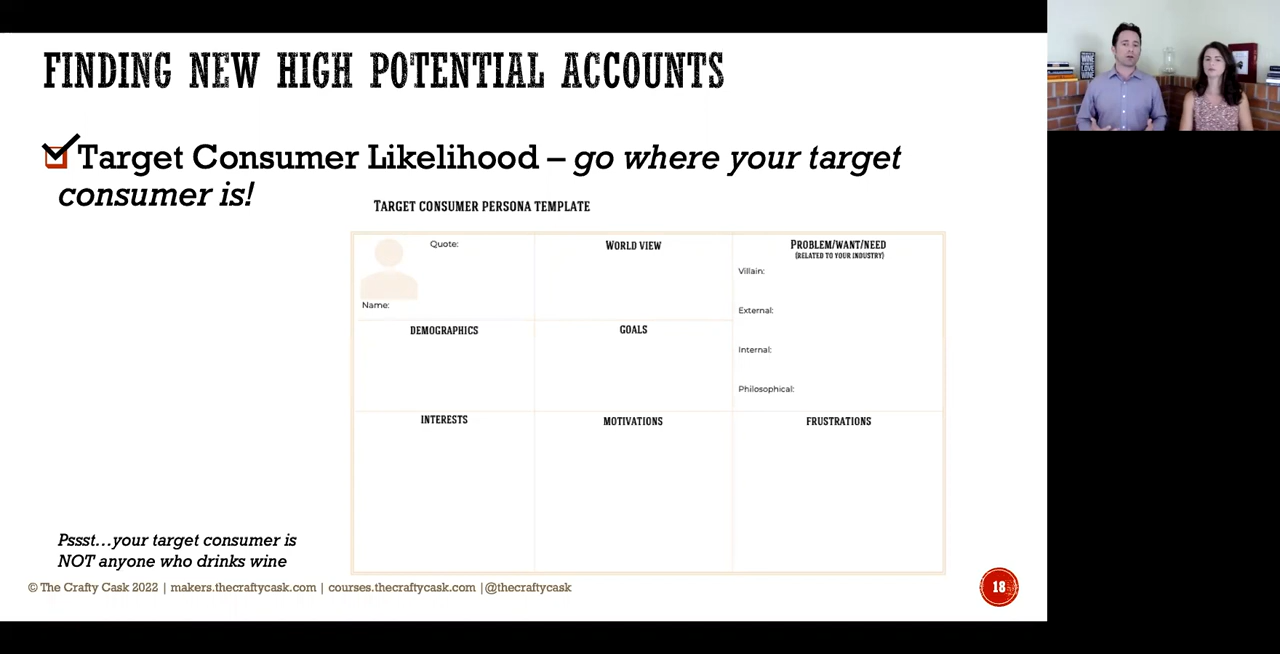 FINDING NEW HIGH POTENTIAL ACCOUNTS
Target Consumer Likelihood – go where your target
consumer is!
TARGET CONSUMER PERSONA TEMPLATE
Quote:
Name:
WORLD VIEW
PROBLEM/WANT/NEED
(RELATED TO YOUR INDUSTRY)
Villain:
External:
Internal:
Philosophical:
DEMOGRAPHICS
GOALS
INTERESTS
MOTIVATIONS
FRUSTRATIONS
Pssst...your target consumer is
NOT anyone who drinks wine
© The Crafty Cask 2022 | makers.thecraftycask.com | courses.thecraftycask.com |@thecraftycask
18